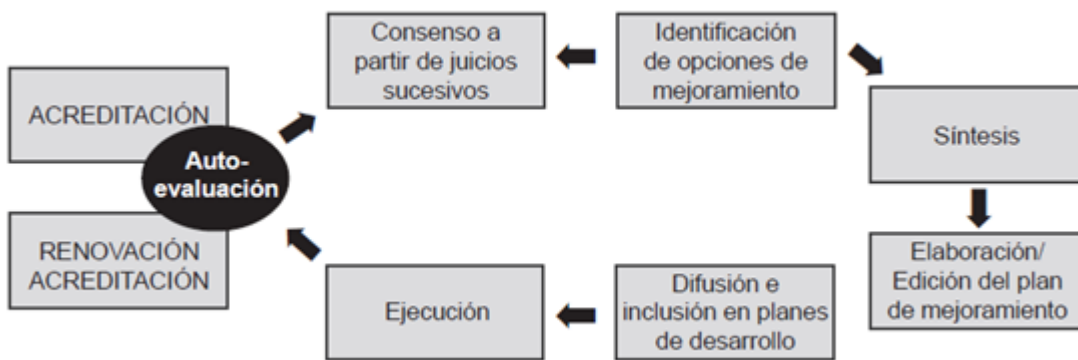 Consenso a
partir de juicios
sucesivos
Identificación
de opciones de
mejoramiento
ACREDITACIÓN
Síntesis
Auto-
evaluación
RENOVACIÓN
ACREDITACIÓN
Ejecución
Difusión e
inclusión en planes
de desarrollo
Elaboración/
Edición del plan
de mejoramiento